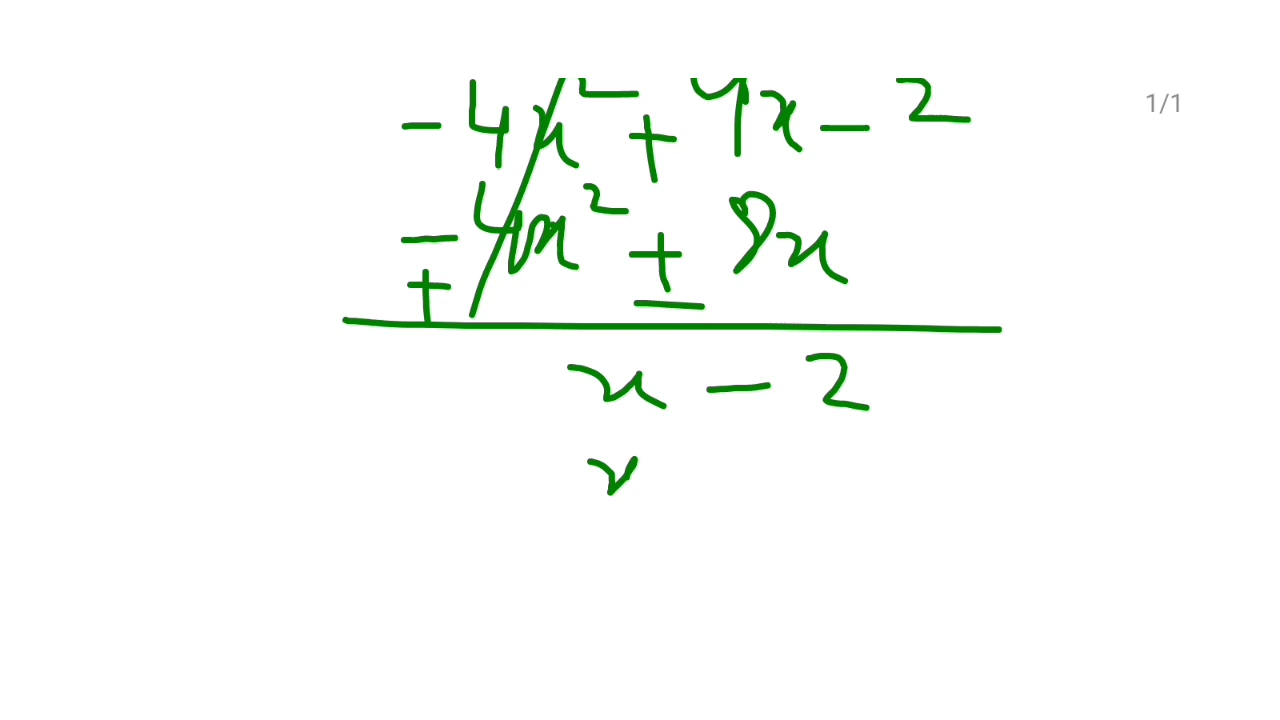 -4x² + 9x - 2
1/1
-4x² + 8x
+ -
x - 2